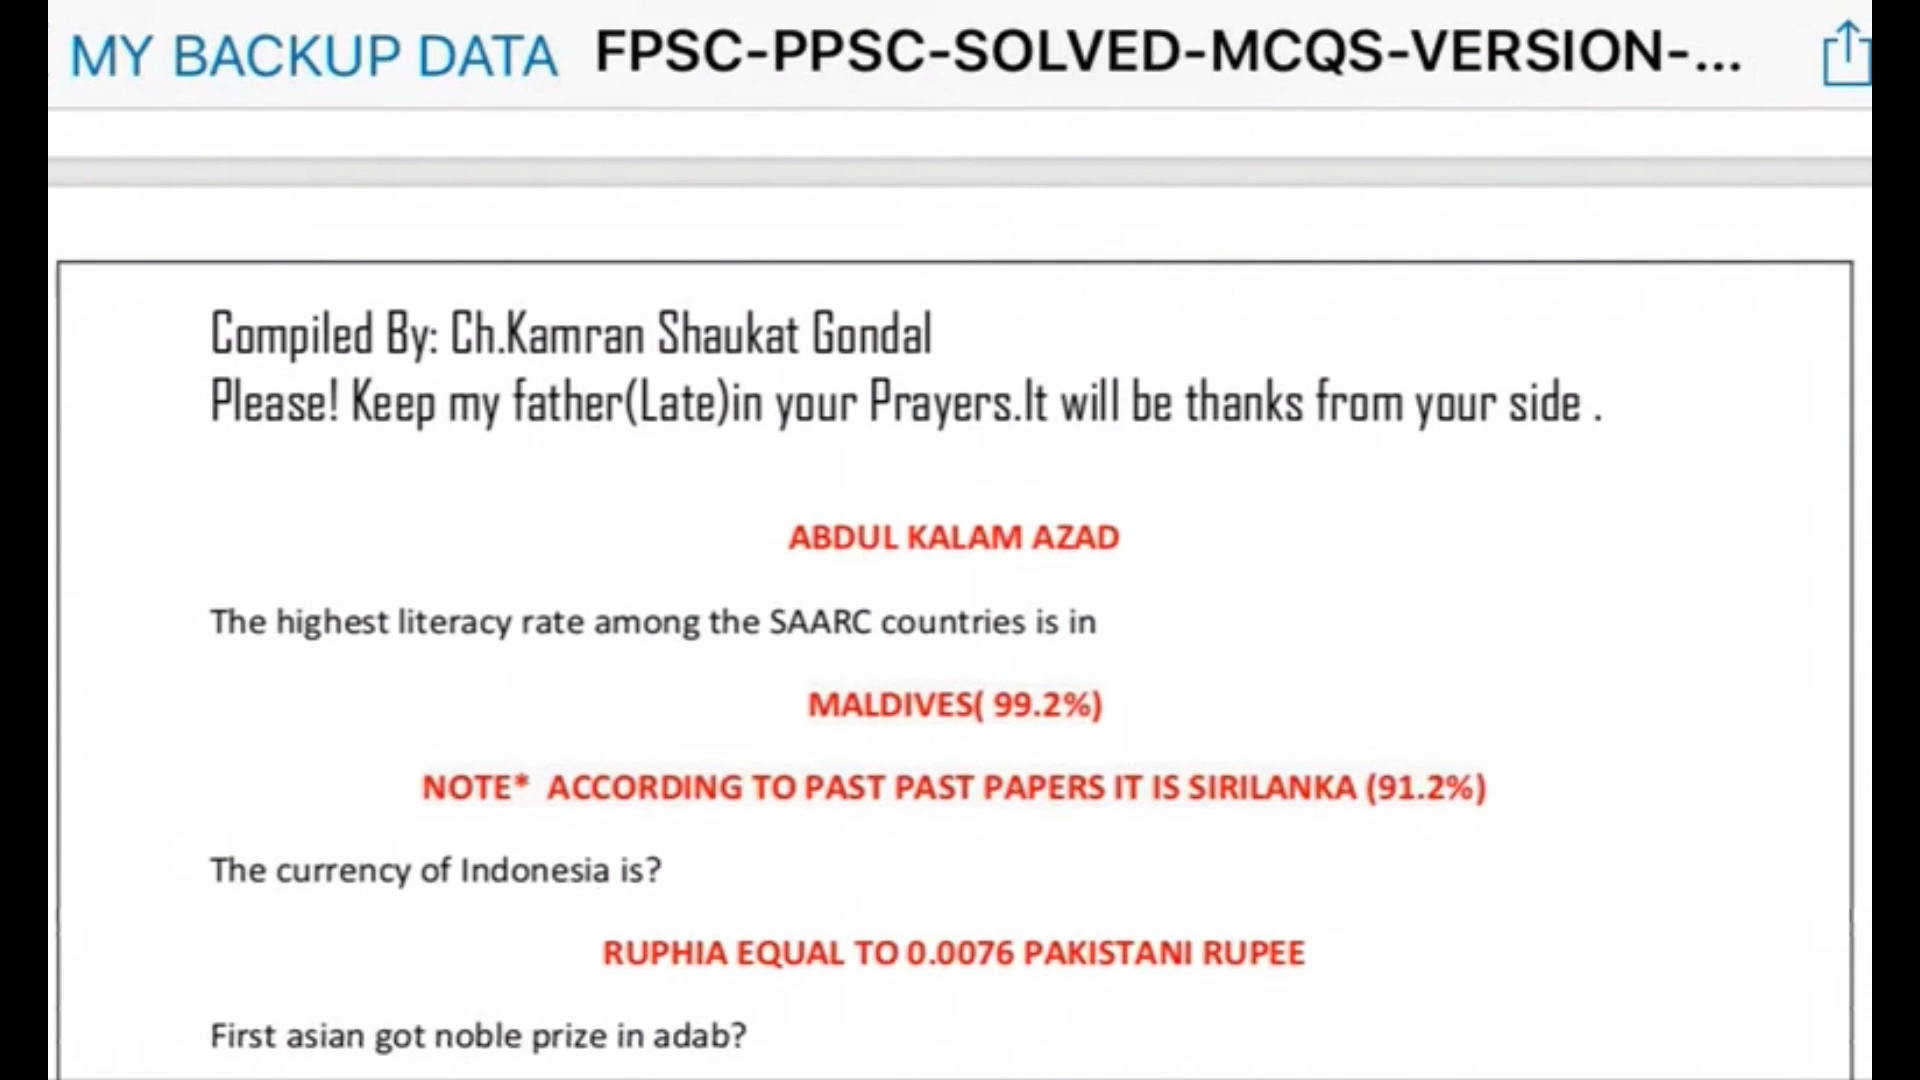 MY BACKUP DATA FPSC-PPSC-SOLVED-MCQS-VERSION-...
Compiled By: Ch.Kamran Shaukat Gondal
Please! Keep my father(Late)in your Prayers.It will be thanks from your side .
ABDUL KALAM AZAD
The highest literacy rate among the SAARC countries is in
MALDIVES( 99.2%)
NOTE* ACCORDING TO PAST PAST PAPERS IT IS SIRILANKA (91.2%)
The currency of Indonesia is?
RUPHIA EQUAL TO 0.0076 PAKISTANI RUPEE
First asian got noble prize in adab?